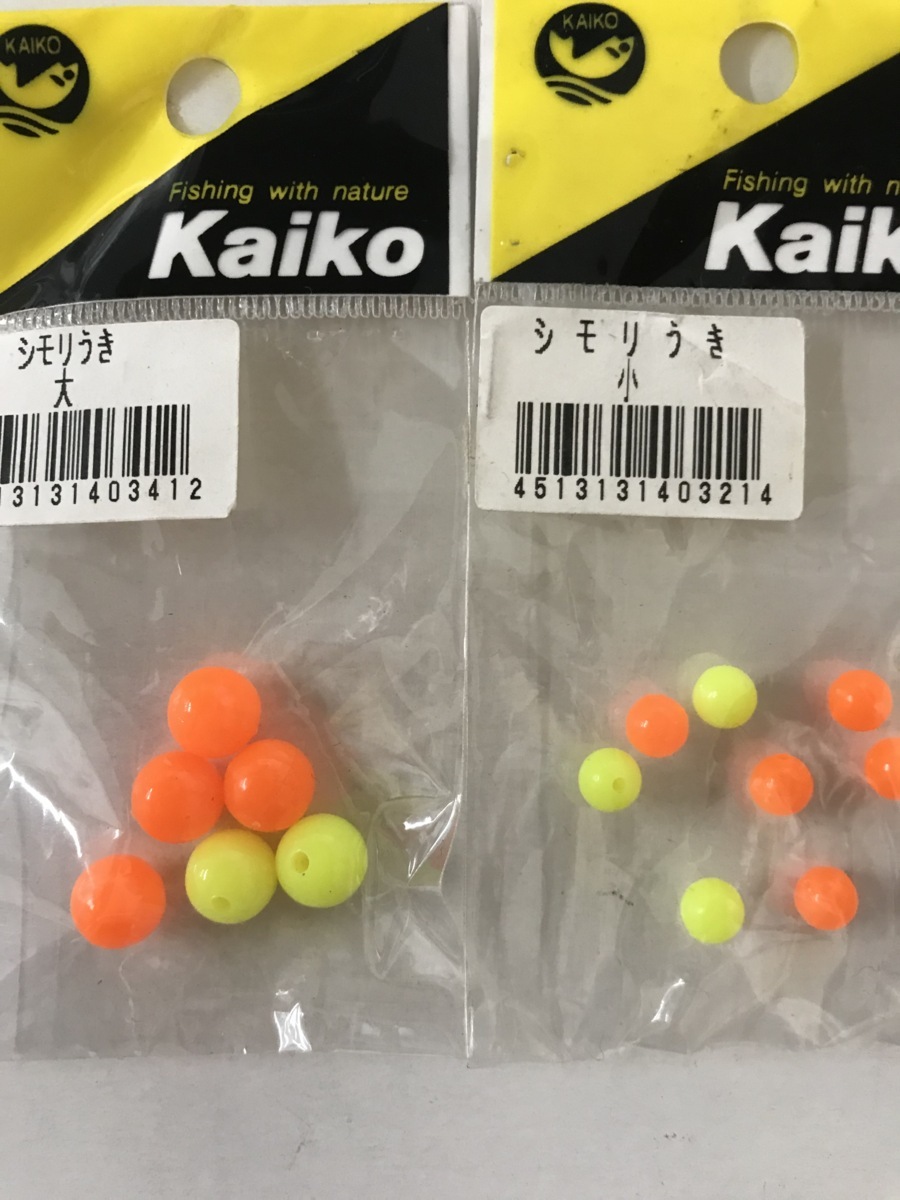 KAIKO
Fishing with nature
Kaiko
シモリうき
大
13131403412
KAIKO
Fishing with n
Kaik
シモリうき
小
4513131403214